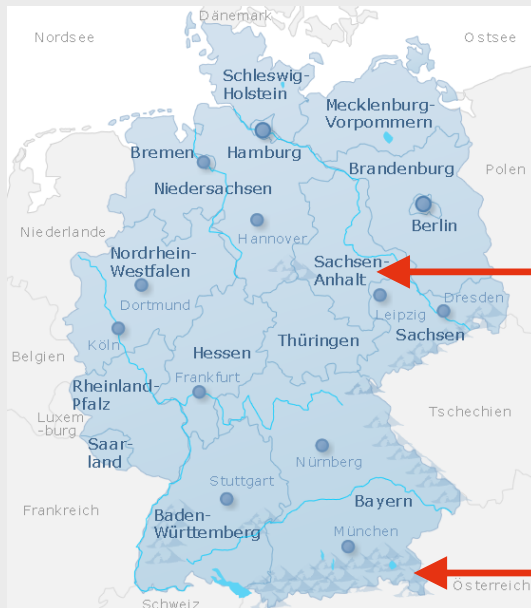 Dänemark
Nordsee
Ostsee
Schleswig-
Holstein
Mecklenburg-
Vorpommern
Hamburg
Bremen
Brandenburg
Polen
Niedersachsen
Berlin
Niederlande
Hannover
Nordrhein-
Westfalen
Sachsen-
Anhalt
Dortmund
Leipzig
Dresden
Sachsen
Köln
Thüringen
Hessen
Belgien
Frankfurt
Rheinland-
Pfalz
Luxem
-burg
Tschechien
Saar-
land
Nürnberg
Stuttgart
Bayern
Frankreich
Baden-
Württemberg
München
Österreich
Schweiz